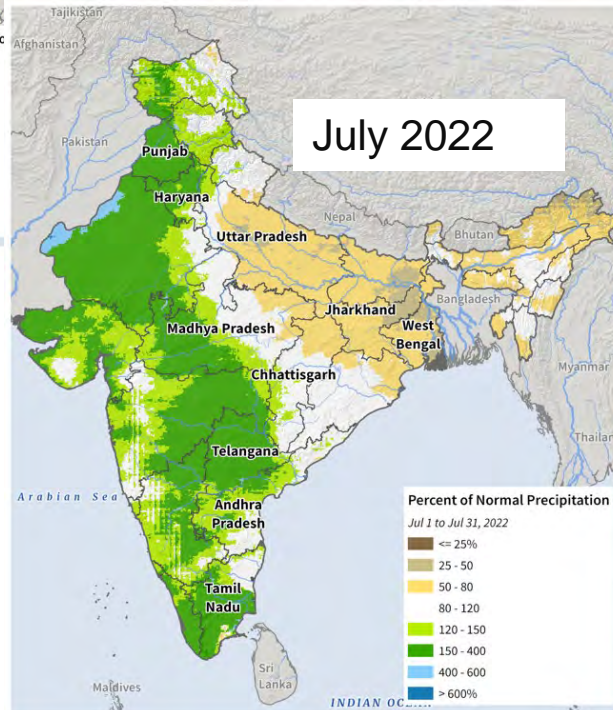 Tajikistan
c
Afghanistan
July 2022
Pakistan
Punjab
Haryana
Nepal
Uttar Pradesh
Bhutan
Jharkhand
Bangladesh
Madhya Pradesh
West
Bengal
Chhattisgarh
Myanmar
Telangana
Thailan
Arabian Sea
Andhra
Pradesh
Tamil
Nadu
Sri
Lanka
Maldives
INDIAN OCEAN
Percent of Normal Precipitation
Jul 1 to Jul 31, 2022
<= 25%
25 - 50
50 - 80
80 - 120
120 - 150
150 - 400
400 - 600
> 600%